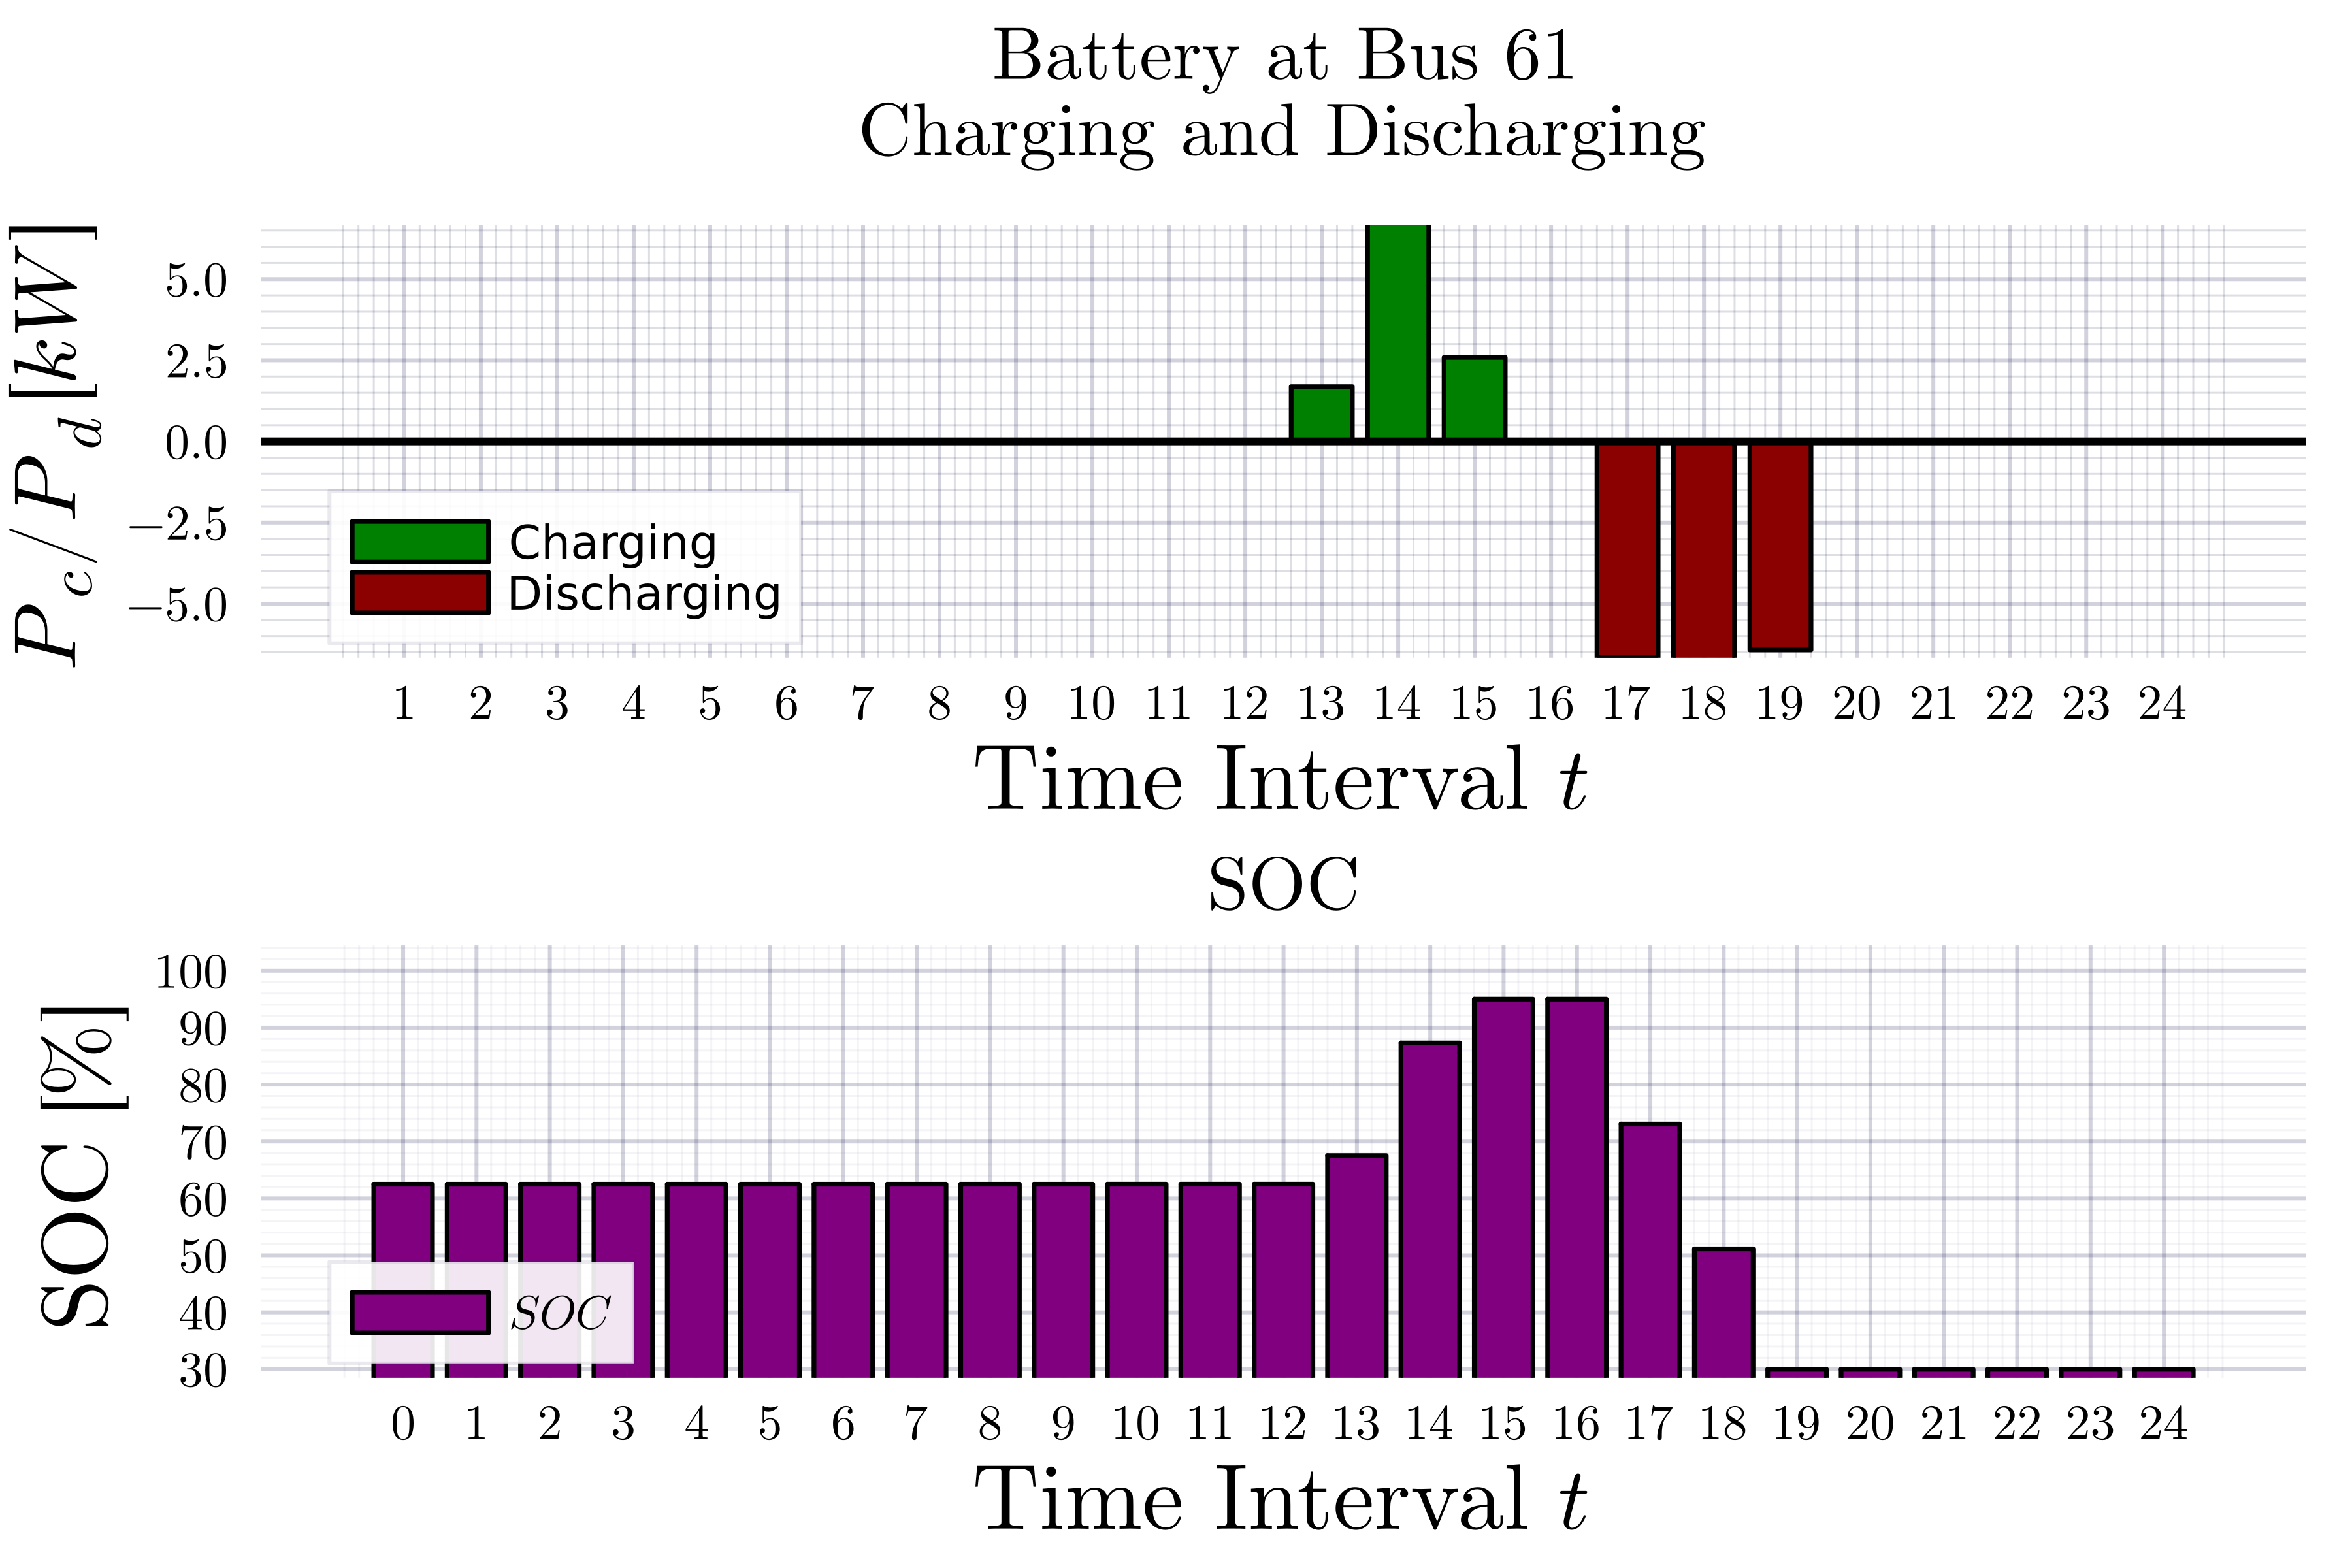 Battery at Bus 61
Charging and Discharging
P_c/P_d [kW]
5.0
2.5
0.0
−2.5
−5.0
Charging
Discharging
1 2 3 4 5 6 7 8 9 10 11 12 13 14 15 16 17 18 19 20 21 22 23 24
Time Interval t
SOC
SOC [%]
100
90
80
70
60
50
40
30
SOC
0 1 2 3 4 5 6 7 8 9 10 11 12 13 14 15 16 17 18 19 20 21 22 23 24
Time Interval t